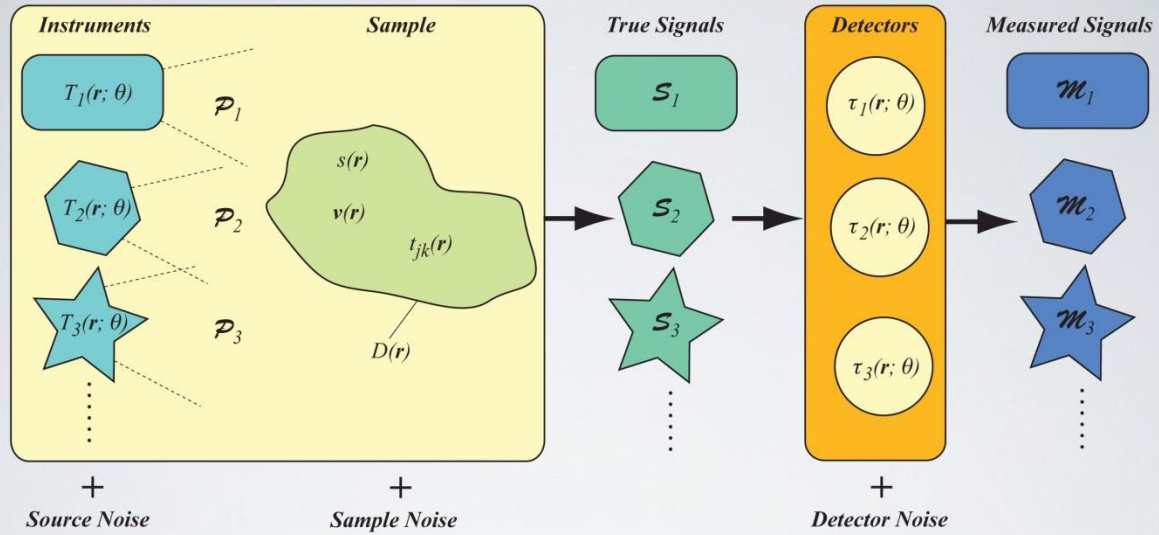 Instruments
Sample
True Signals
Detectors
Measured Signals
T₁(r; θ)
𝓟₁
s(r)
𝓢₁
τ₁(r; θ)
𝓜₁
T₂(r; θ)
𝓟₂
v(r)
t_jk(r)
𝓢₂
τ₂(r; θ)
𝓜₂
T₃(r; θ)
𝓟₃
D(r)
𝓢₃
τ₃(r; θ)
𝓜₃
+
Source Noise
+
Sample Noise
+
Detector Noise